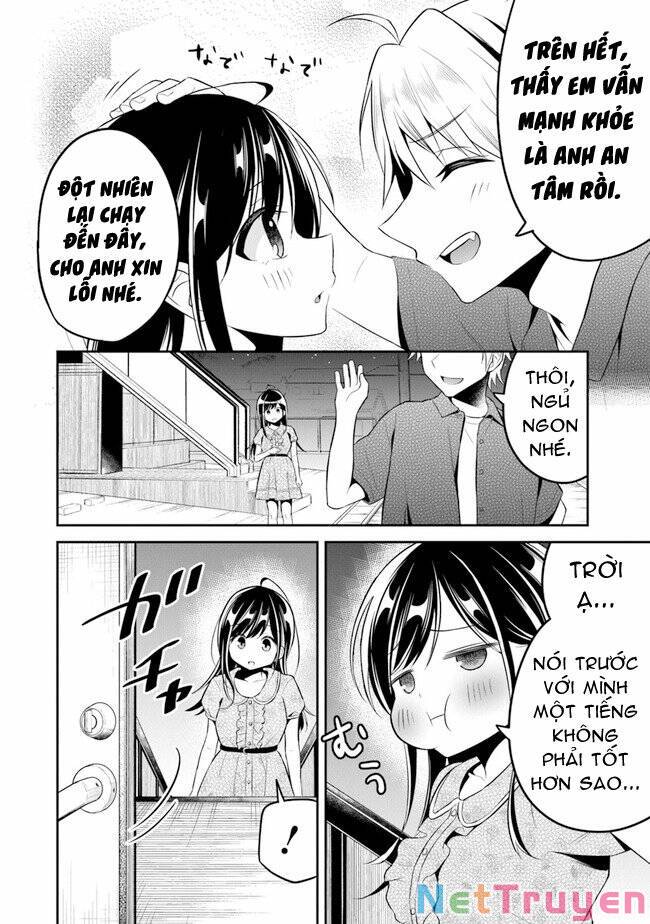 TRÊN HẾT,
THẤY EM VẪN
MẠNH KHỎE
LÀ ANH AN
TÂM RỒI.
なで
なで
ĐỘT NHIÊN
LẠI CHẠY
ĐẾN ĐÂY,
CHO ANH XIN
LỖI NHÉ.
THÔI,
NGỦ
NGON
NHÉ.
TRỜI
Ạ...
NÓI TRƯỚC
VỚI MÌNH
MỘT TIẾNG
KHÔNG
PHẢI TỐT
HƠN SAO...
むぅ
ガチャ
!
NetTruyen